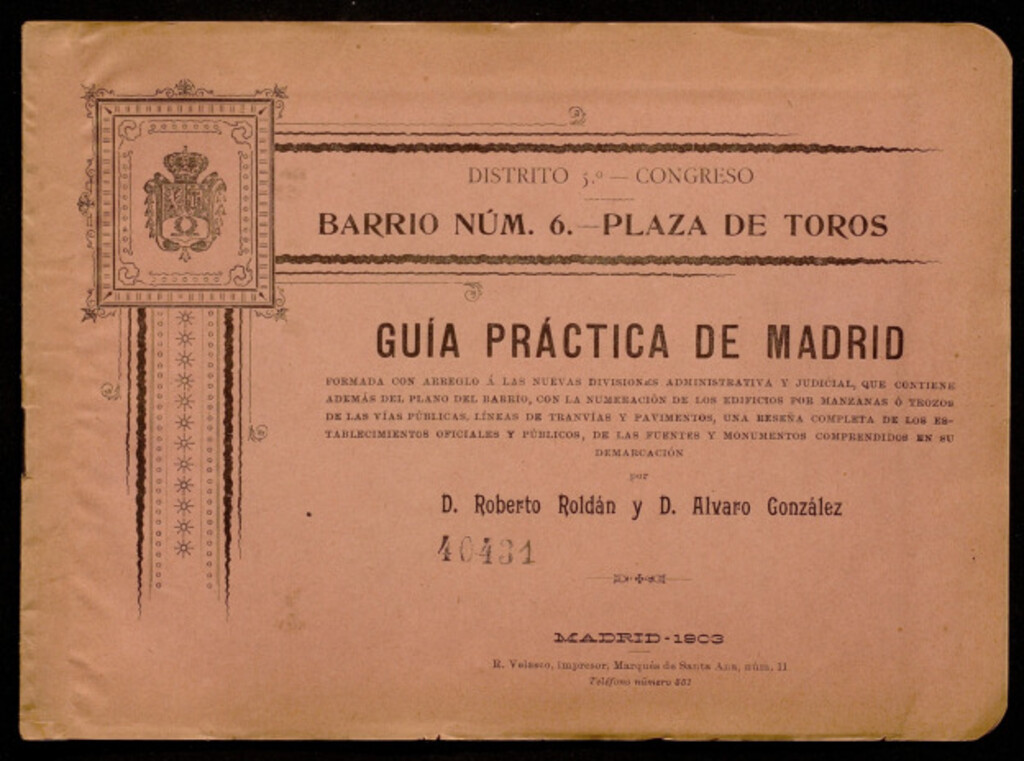 DISTRITO 5.º — CONGRESO
BARRIO NÚM. 6. — PLAZA DE TOROS
GUÍA PRÁCTICA DE MADRID
FORMADA CON ARREGLO Á LAS NUEVAS DIVISIONES ADMINISTRATIVA Y JUDICIAL, QUE CONTIENE
ADEMÁS DEL PLANO DEL BARRIO, CON LA NUMERACIÓN DE LOS EDIFICIOS POR MANZANAS Ó TROZOS
DE LAS VÍAS PÚBLICAS, LÍNEAS DE TRANVÍAS Y PAVIMENTOS, UNA RESEÑA COMPLETA DE LOS ES-
TABLECIMIENTOS OFICIALES Y PÚBLICOS, DE LAS FUENTES Y MONUMENTOS COMPRENDIDOS EN SU
DEMARCACIÓN
por
D. Roberto Roldán y D. Alvaro González
40431
MADRID-1903
R. Velasco, impresor, Marqués de Santa Ana, núm. 11
Teléfono número 551